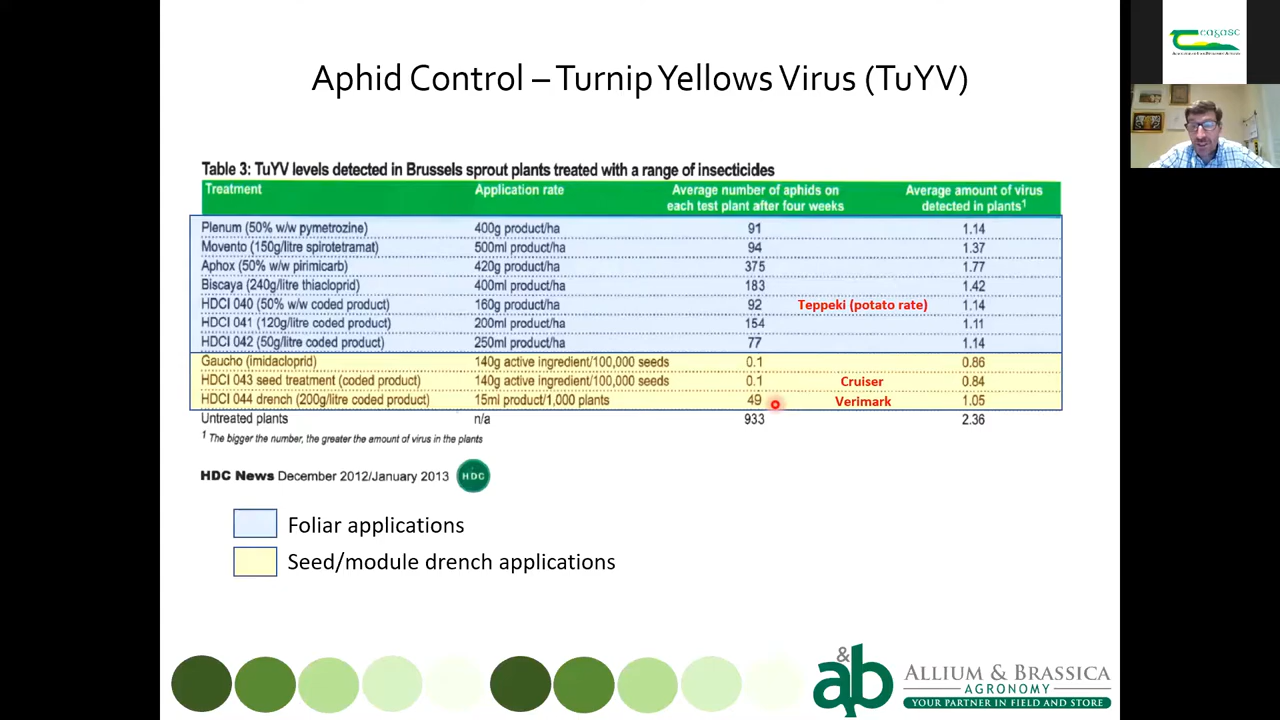 Aphid Control – Turnip Yellows Virus (TuYV)
Table 3: TuYV levels detected in Brussels sprout plants treated with a range of insecticides
Treatment Application rate Average number of aphids on each test plant after four weeks Average amount of virus detected in plants¹
Plenum (50% w/w pymetrozine) 400g product/ha 91 1.14
Movento (150g/litre spirotetramat) 500ml product/ha 94 1.37
Aphox (50% w/w pirimicarb) 420g product/ha 375 1.77
Biscaya (240g/litre thiacloprid) 400ml product/ha 183 1.42
HDCI 040 (50% w/w coded product) 160g product/ha 92 Teppeki (potato rate) 1.14
HDCI 041 (120g/litre coded product) 200ml product/ha 154 1.11
HDCI 042 (50g/litre coded product) 250ml product/ha 77 1.14
Gaucho (imidacloprid) 140g active ingredient/100,000 seeds 0.1 0.86
HDCI 043 seed treatment (coded product) 140g active ingredient/100,000 seeds 0.1 Cruiser 0.84
HDCI 044 drench (200g/litre coded product) 15ml product/1,000 plants 49 Verimark 1.05
Untreated plants n/a 933 2.36
¹ The bigger the number, the greater the amount of virus in the plants
HDC News December 2012/January 2013 HDC
Foliar applications
Seed/module drench applications
&
ab
ALLIUM & BRASSICA
AGRONOMY
YOUR PARTNER IN FIELD AND STORE
eagasc